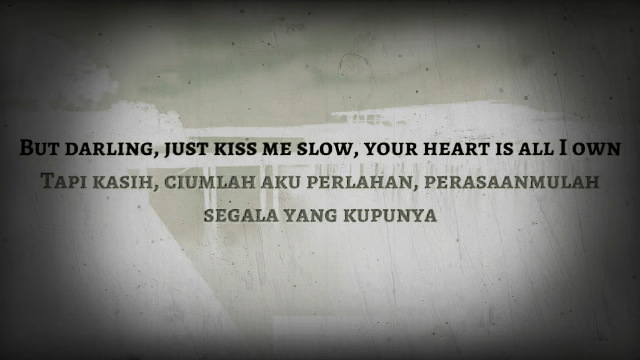 But darling, just kiss me slow, your heart is all I own
Tapi kasih, ciumlah aku perlahan, perasaanmulah
segala yang kupunya